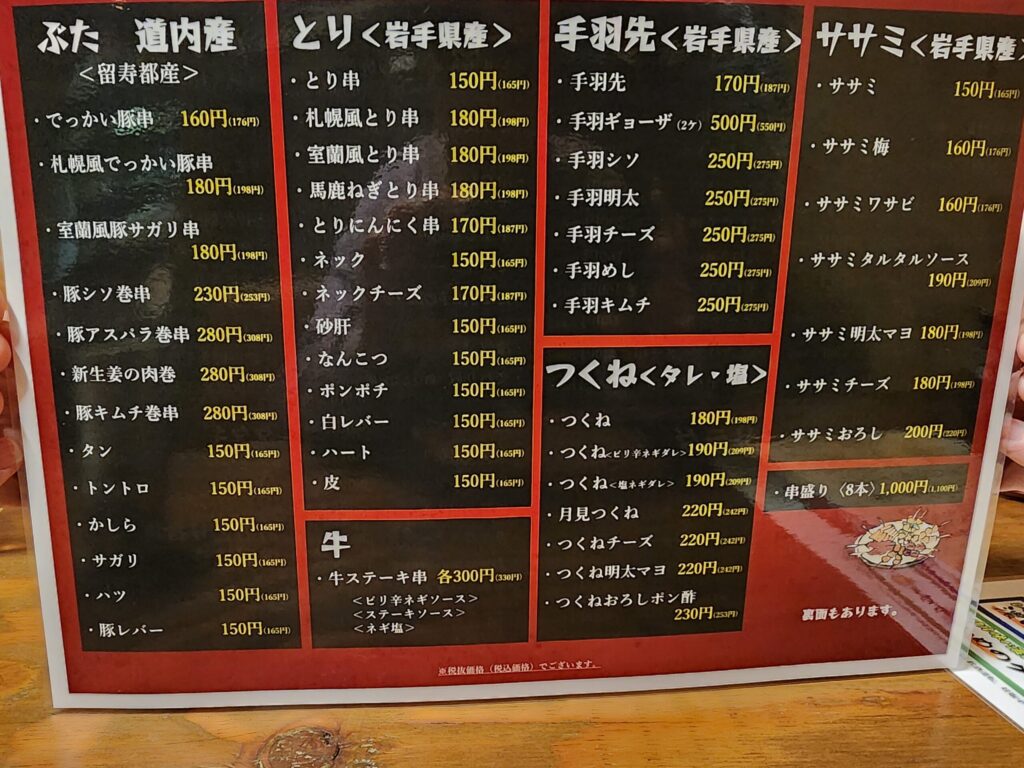 ぶた 道内産
＜留寿都産＞
・でっかい豚串 160円(176円)
・札幌風でっかい豚串
180円(198円)
・室蘭風豚サガリ串
180円(198円)
・豚シソ巻串 230円(253円)
・豚アスパラ巻串 280円(308円)
・新生姜の肉巻 280円(308円)
・豚キムチ巻串 280円(308円)
・タン 150円(165円)
・トントロ 150円(165円)
・かしら 150円(165円)
・サガリ 150円(165円)
・ハツ 150円(165円)
・豚レバー 150円(165円)
とり＜岩手県産＞
・とり串 150円(165円)
・札幌風とり串 180円(198円)
・室蘭風とり串 180円(198円)
・馬鹿ねぎとり串 180円(198円)
・とりにんにく串 170円(187円)
・ネック 150円(165円)
・ネックチーズ 170円(187円)
・砂肝 150円(165円)
・なんこつ 150円(165円)
・ボンボチ 150円(165円)
・白レバー 150円(165円)
・ハート 150円(165円)
・皮 150円(165円)
牛
・牛ステーキ串 各300円(330円)
＜ピリ辛ネギソース＞
＜ステーキソース＞
＜ネギ塩＞
手羽先＜岩手県産＞
・手羽先 170円(187円)
・手羽ギョーザ(2ケ) 500円(550円)
・手羽シソ 250円(275円)
・手羽明太 250円(275円)
・手羽チーズ 250円(275円)
・手羽めし 250円(275円)
・手羽キムチ 250円(275円)
つくね＜タレ・塩＞
・つくね 180円(198円)
・つくね＜ピリ辛ネギダレ＞190円(209円)
・つくね＜塩ネギダレ＞ 190円(209円)
・月見つくね 220円(242円)
・つくねチーズ 220円(242円)
・つくね明太マヨ 220円(242円)
・つくねおろしポン酢
230円(253円)
ササミ＜岩手県産＞
・ササミ 150円(165円)
・ササミ梅 160円(176円)
・ササミワサビ 160円(176円)
・ササミタルタルソース
190円(209円)
・ササミ明太マヨ 180円(198円)
・ササミチーズ 180円(198円)
・ササミおろし 200円(220円)
・串盛り〈8本〉1,000円(1,100円)
裏面もあります。
※税抜価格（税込価格）でございます。